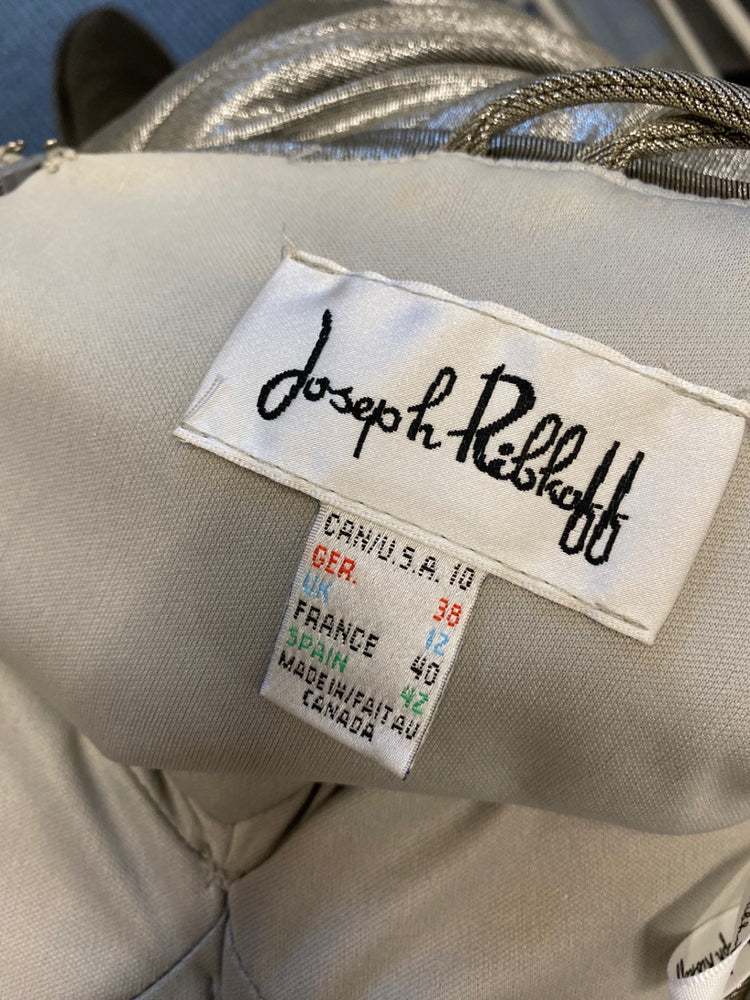 Joseph Ribkoff
CAN/U.S.A. 10
GER. 38
UK 12
FRANCE 40
SPAIN 42
MADE IN/FAIT AU
CANADA